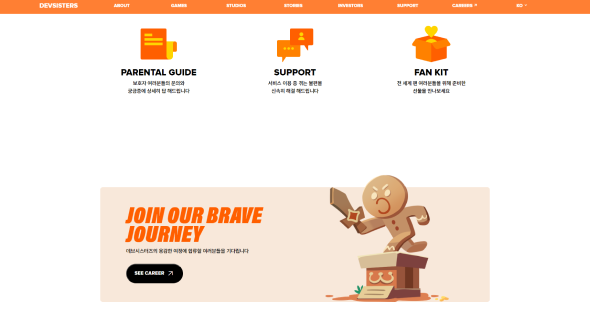 DEVSISTERS
ABOUT
GAMES
STUDIOS
STORIES
INVESTORS
SUPPORT
CAREERS
KO
PARENTAL GUIDE
보호자 여러분들의 문의와
궁금증에 상세히 답 해드립니다
SUPPORT
서비스 이용 중 겪는 불편을
신속히 해결 해드립니다
FAN KIT
전 세계 팬 여러분들을 위해 준비한
선물을 만나보세요
JOIN OUR BRAVE
JOURNEY
데브시스터즈의 용감한 여정에 합류할 여러분들을 기다립니다
SEE CAREER